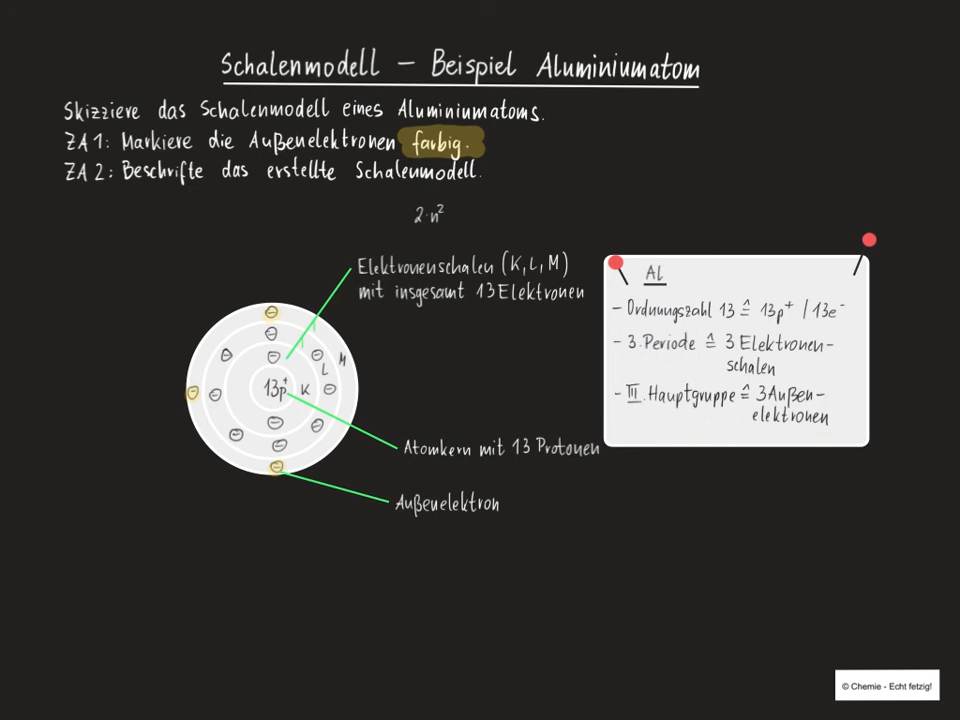 Schalenmodell – Beispiel Aluminiumatom
Skizziere das Schalenmodell eines Aluminiumatoms.
ZA 1: Markiere die Außenelektronen farbig.
ZA 2: Beschrifte das erstellte Schalenmodell.
2·n²
Elektronenschalen (K, L, M)
mit insgesamt 13 Elektronen
13p⁺
K
L
M
Atomkern mit 13 Protonen
Außenelektron
Al
- Ordnungszahl 13 ≙ 13p⁺ / 13e⁻
- 3. Periode ≙ 3 Elektronen-
schalen
- III. Hauptgruppe ≙ 3 Außen-
elektronen
© Chemie - Echt fetzig!